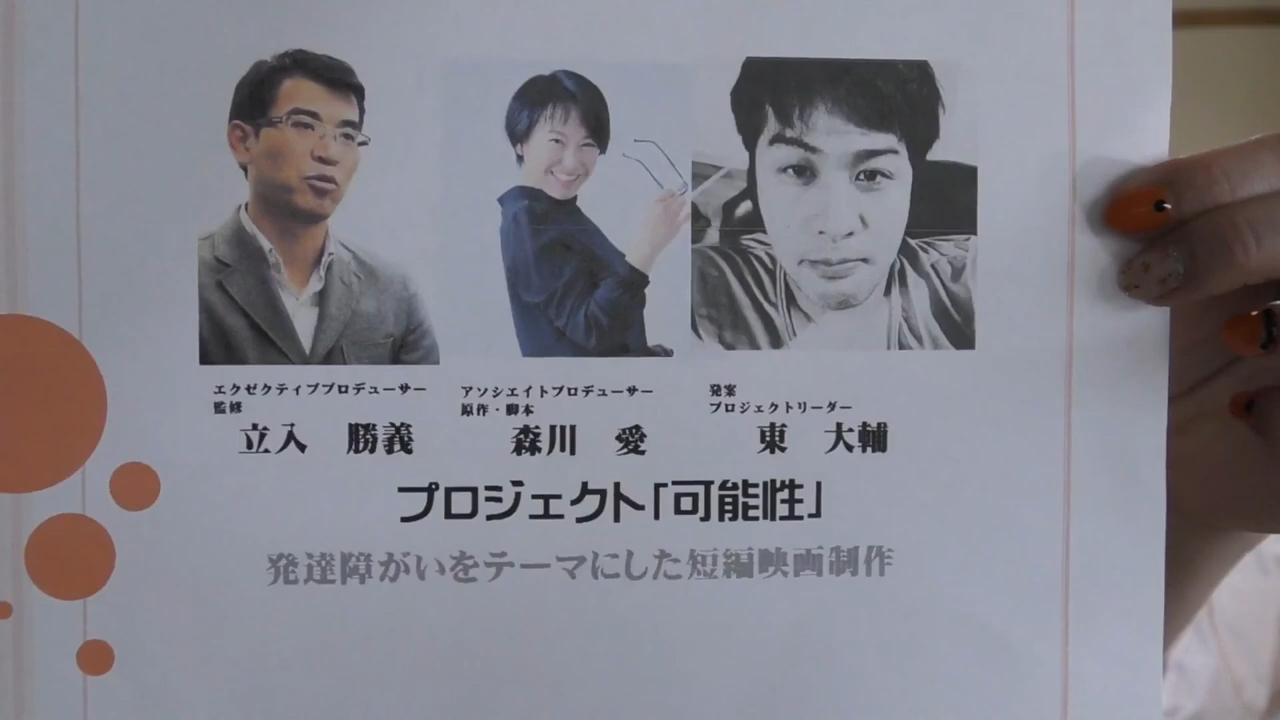 エクゼクティブプロデューサー
監修
立入 勝義
アソシエイトプロデューサー
原作・脚本
森川 愛
発案
プロジェクトリーダー
東 大輔
プロジェクト「可能性」
発達障がいをテーマにした短編映画制作